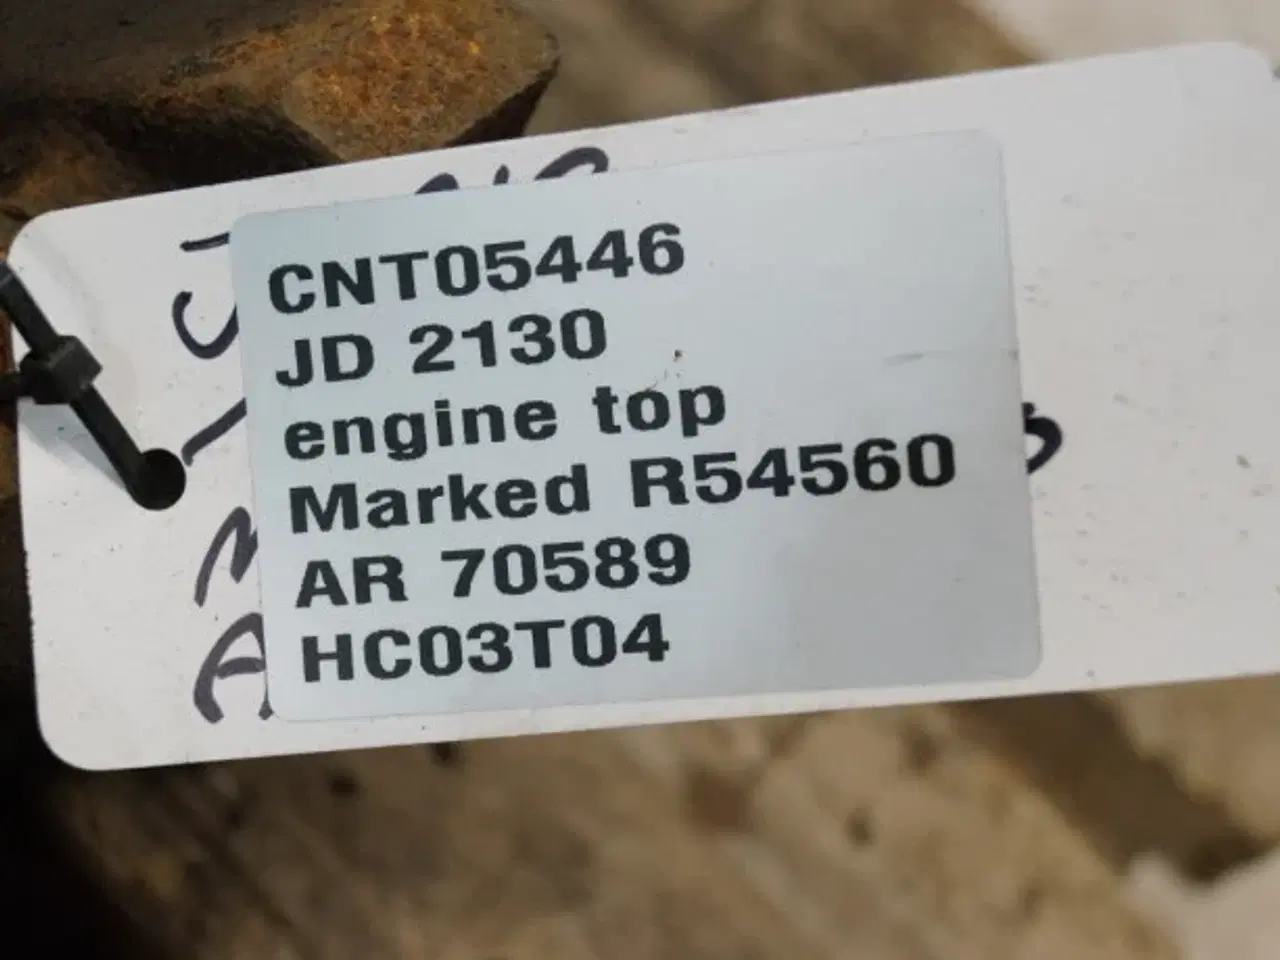 CNT05446
JD 2130
engine top
Marked R54560
AR 70589
HC03T04